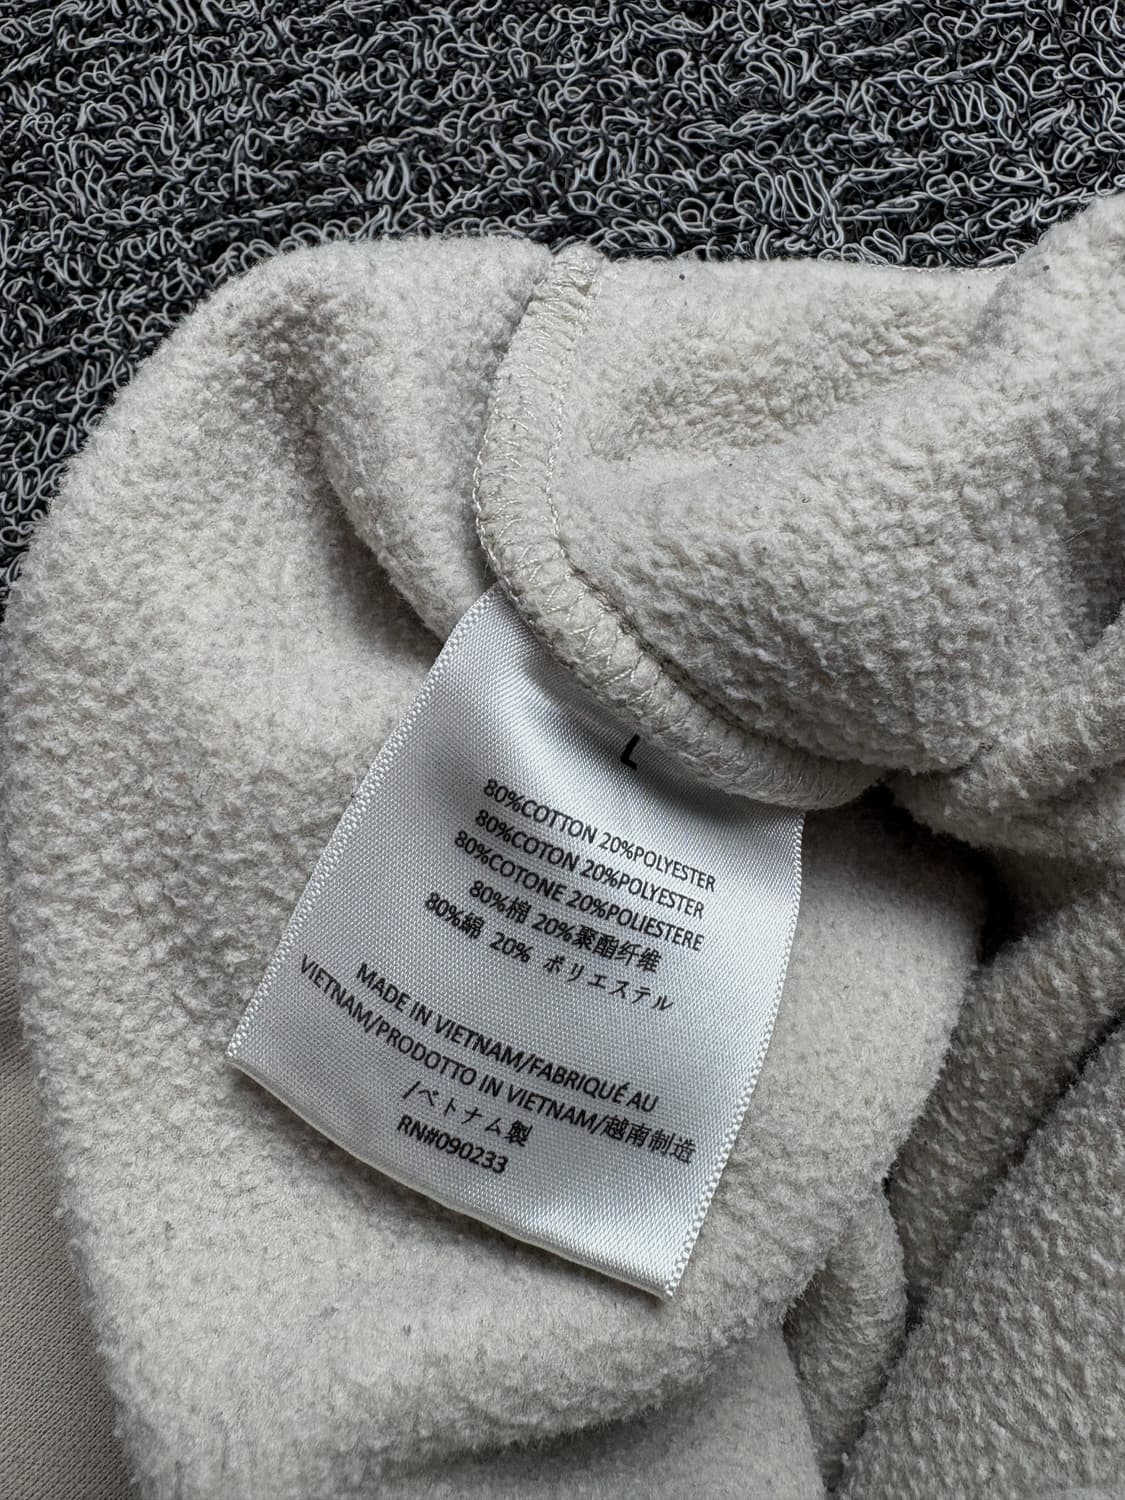 L
80%COTTON 20%POLYESTER
80%COTON 20%POLYESTER
80%COTONE 20%POLIESTERE
80%棉 20%聚酯纤维
80%綿 20% ポリエステル
MADE IN VIETNAM/FABRIQUÉ AU
VIETNAM/PRODOTTO IN VIETNAM/越南制造
/ベトナム製
RN#090233